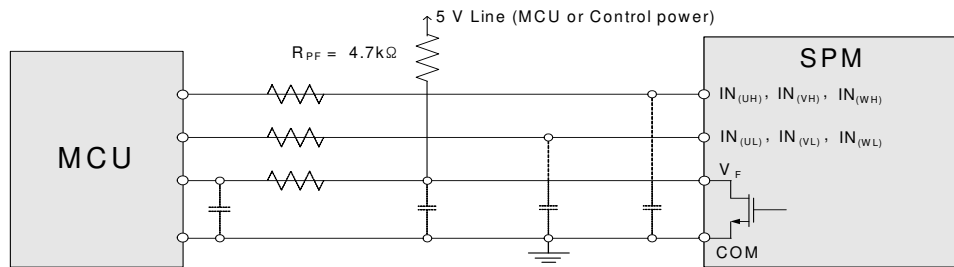 5 V Line (MCU or Control power)
R_PF = 4.7kΩ
SPM
IN_(UH), IN_(VH), IN_(WH)
MCU
IN_(UL), IN_(VL), IN_(WL)
V_F
COM